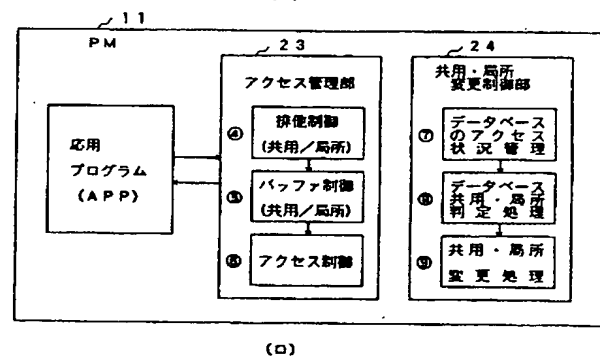 11
PM
23
24
アクセス管理部
共用・局所
変更制御部
応用
プログラム
(APP)
④
排他制御
(共用/局所)
⑤
バッファ制御
(共用/局所)
⑥
アクセス制御
⑦
データベース
のアクセス
状況管理
⑧
データベース
共用・局所
判定処理
⑨
共用・局所
変更処理
(ロ)